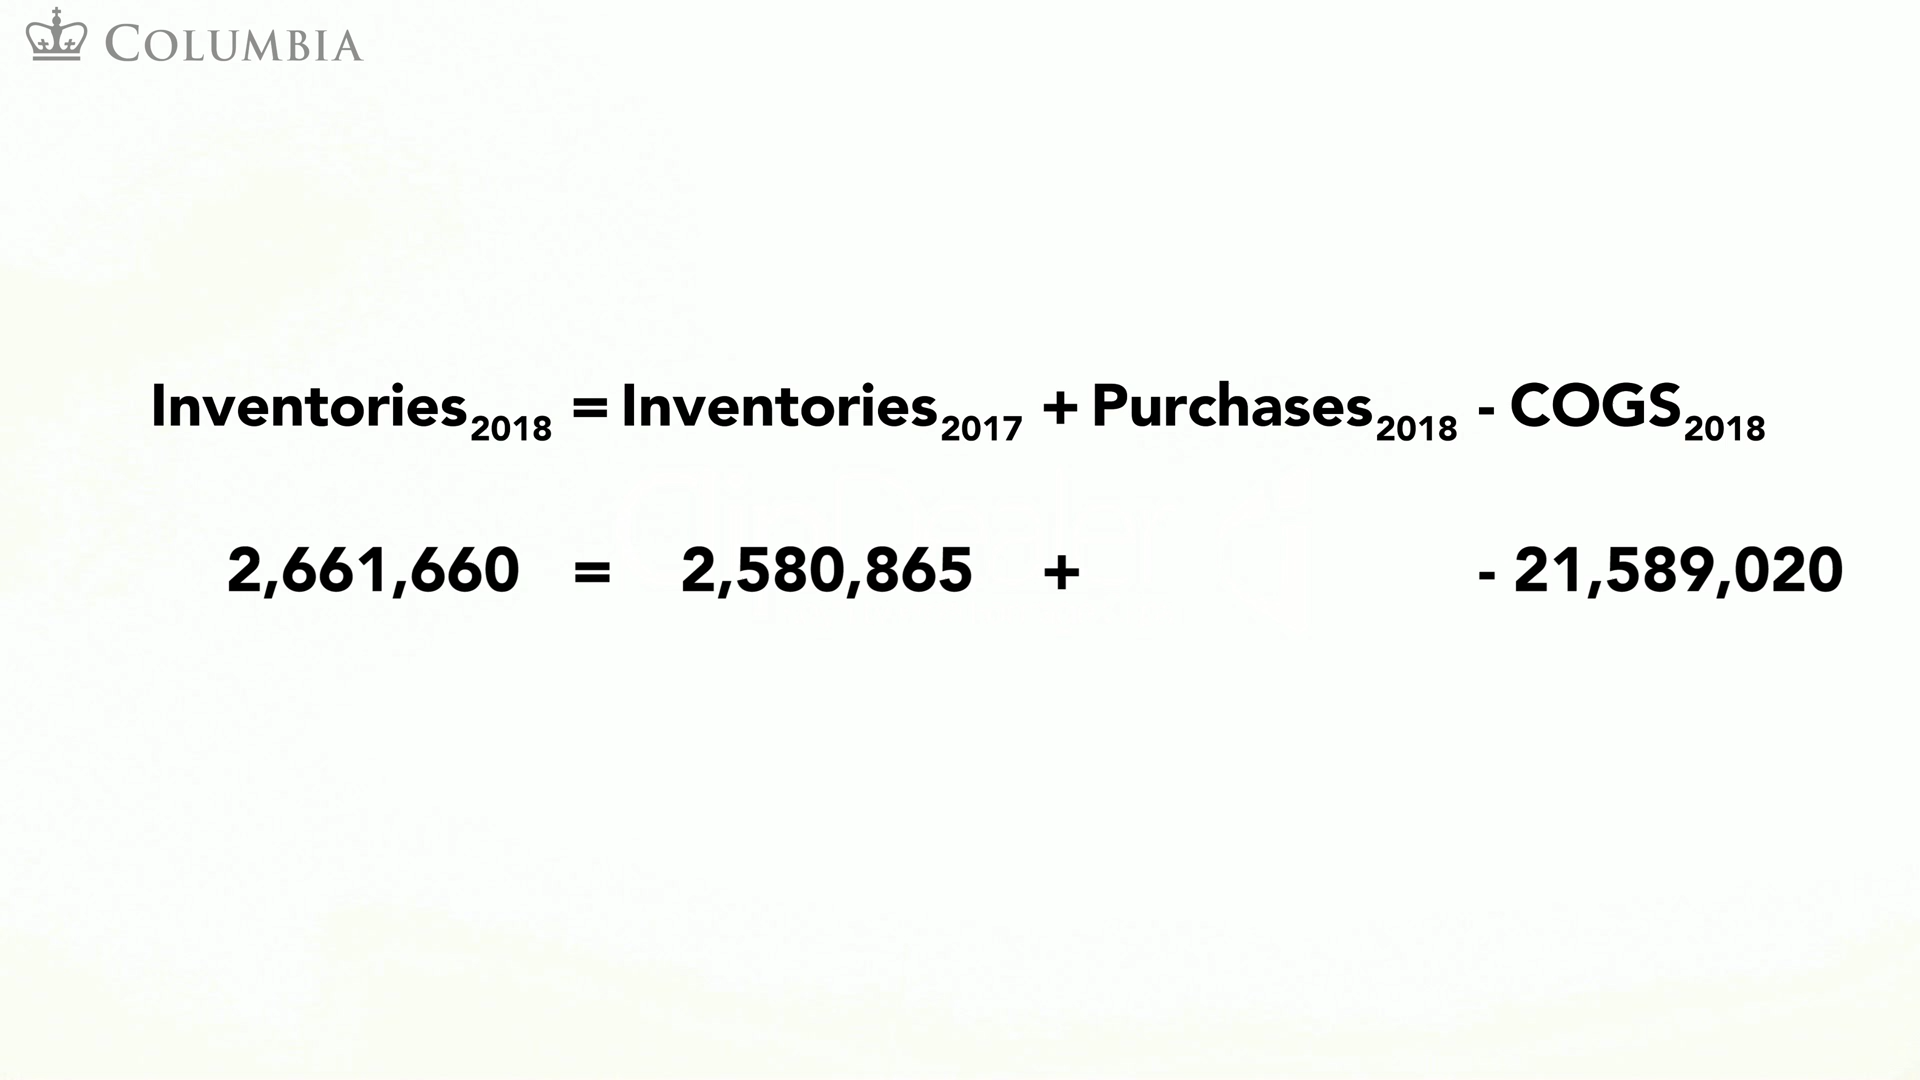 COLUMBIA
Inventories2018 = Inventories2017 + Purchases2018 - COGS2018
2,661,660 = 2,580,865 + - 21,589,020